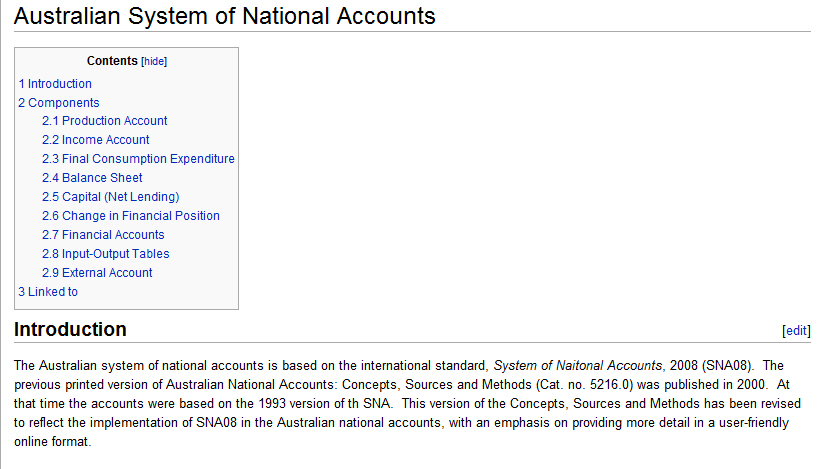 Australian System of National Accounts
Contents [hide]
1 Introduction
2 Components
2.1 Production Account
2.2 Income Account
2.3 Final Consumption Expenditure
2.4 Balance Sheet
2.5 Capital (Net Lending)
2.6 Change in Financial Position
2.7 Financial Accounts
2.8 Input-Output Tables
2.9 External Account
3 Linked to
Introduction [edit]
The Australian system of national accounts is based on the international standard, System of Naitonal Accounts, 2008 (SNA08).  The
previous printed version of Australian National Accounts: Concepts, Sources and Methods (Cat. no. 5216.0) was published in 2000.  At
that time the accounts were based on the 1993 version of th SNA.  This version of the Concepts, Sources and Methods has been revised
to reflect the implementation of SNA08 in the Australian national accounts, with an emphasis on providing more detail in a user-friendly
online format.